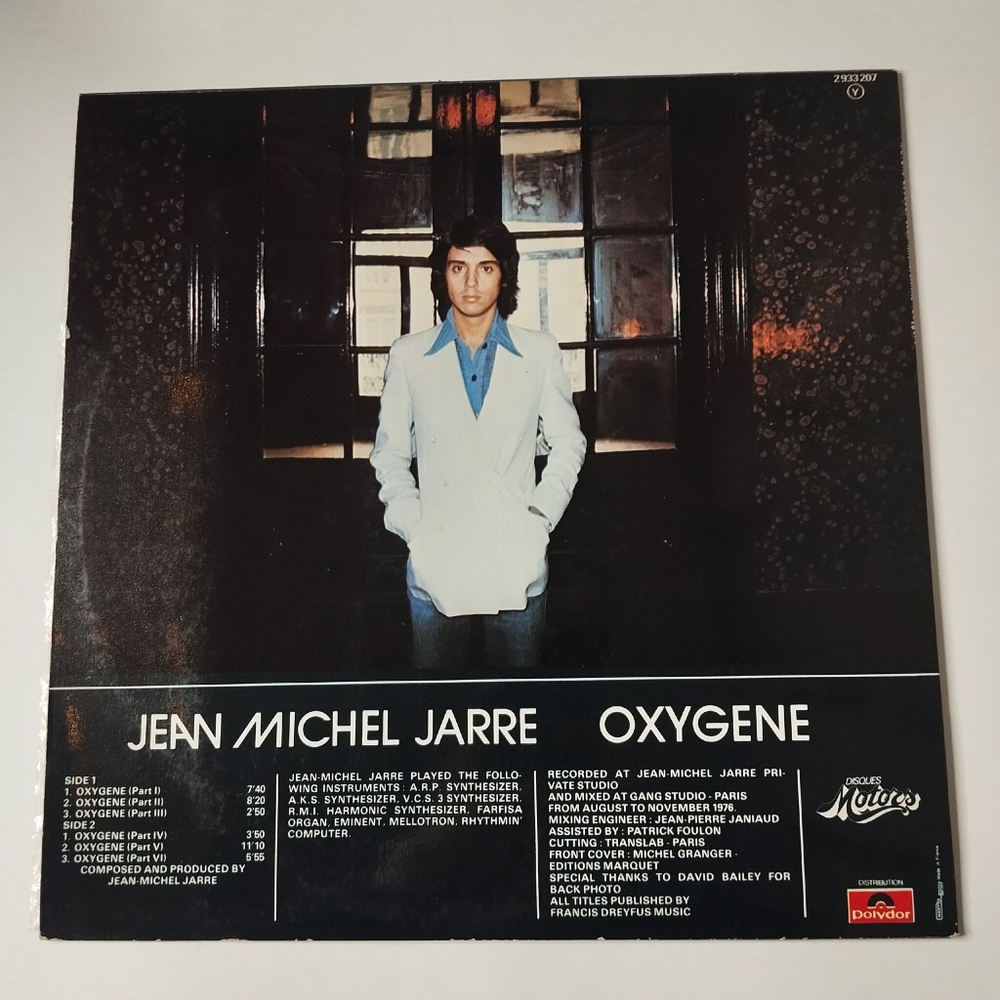 2933207
Y
JEAN MICHEL JARRE OXYGENE
SIDE 1
1. OXYGENE (Part I) 7'40
2. OXYGENE (Part II) 8'20
3. OXYGENE (Part III) 2'50
SIDE 2
1. OXYGENE (Part IV) 3'50
2. OXYGENE (Part V) 11'10
3. OXYGENE (Part VI) 5'55
COMPOSED AND PRODUCED BY
JEAN-MICHEL JARRE
JEAN-MICHEL JARRE PLAYED THE FOLLO-
WING INSTRUMENTS : A.R.P. SYNTHESIZER,
A.K.S. SYNTHESIZER, V.C.S. 3 SYNTHESIZER,
R.M.I. HARMONIC SYNTHESIZER, FARFISA
ORGAN, EMINENT, MELLOTRON, RHYTHMIN'
COMPUTER.
RECORDED AT JEAN-MICHEL JARRE PRI-
VATE STUDIO
AND MIXED AT GANG STUDIO - PARIS
FROM AUGUST TO NOVEMBER 1976.
MIXING ENGINEER : JEAN-PIERRE JANIAUD
ASSISTED BY : PATRICK FOULON
CUTTING : TRANSLAB - PARIS
FRONT COVER : MICHEL GRANGER -
EDITIONS MARQUET
SPECIAL THANKS TO DAVID BAILEY FOR
BACK PHOTO
ALL TITLES PUBLISHED BY
FRANCIS DREYFUS MUSIC
DISQUES
Motors
DISTRIBUTION
polydor
Made in France